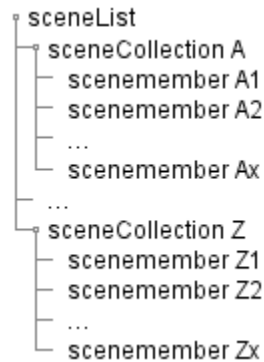 sceneList
sceneCollection A
scenemember A1
scenemember A2
...
scenemember Ax
...
sceneCollection Z
scenemember Z1
scenemember Z2
...
scenemember Zx